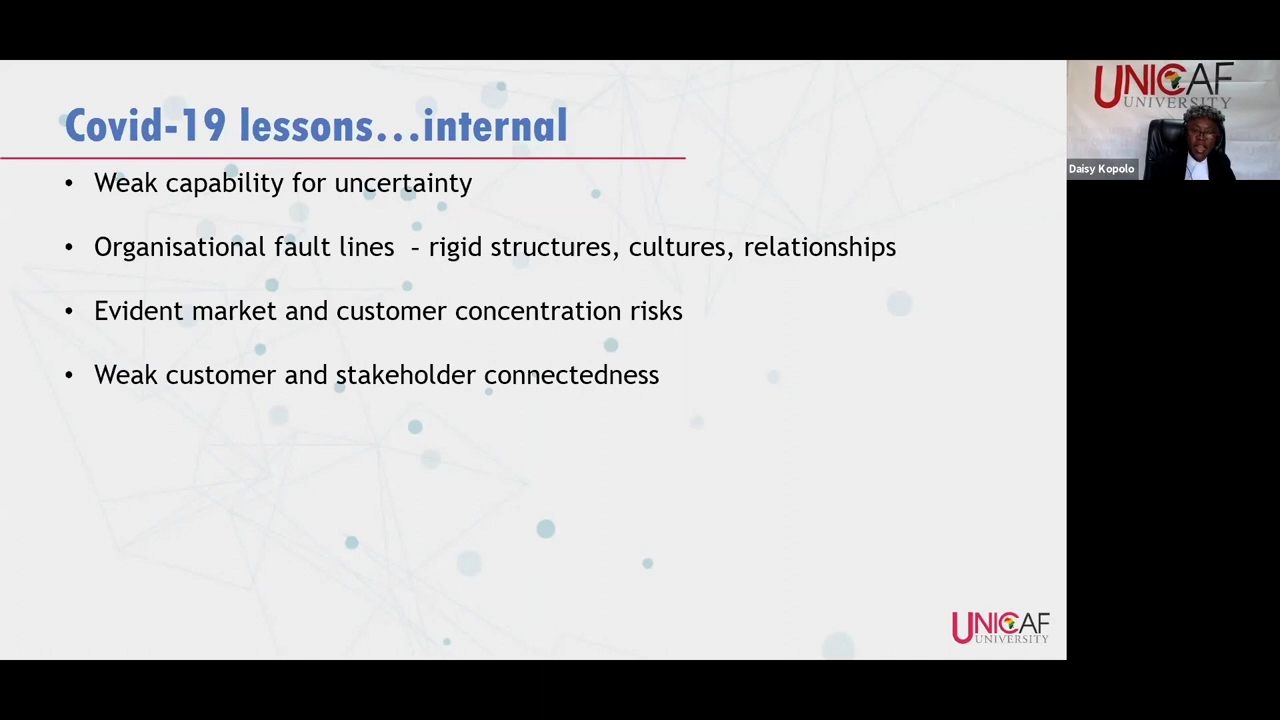 Covid-19 lessons...internal
• Weak capability for uncertainty
• Organisational fault lines – rigid structures, cultures, relationships
• Evident market and customer concentration risks
• Weak customer and stakeholder connectedness
UNICAF
UNIVERSITY
UNICAF
UNIVERSITY
Daisy Kopolo